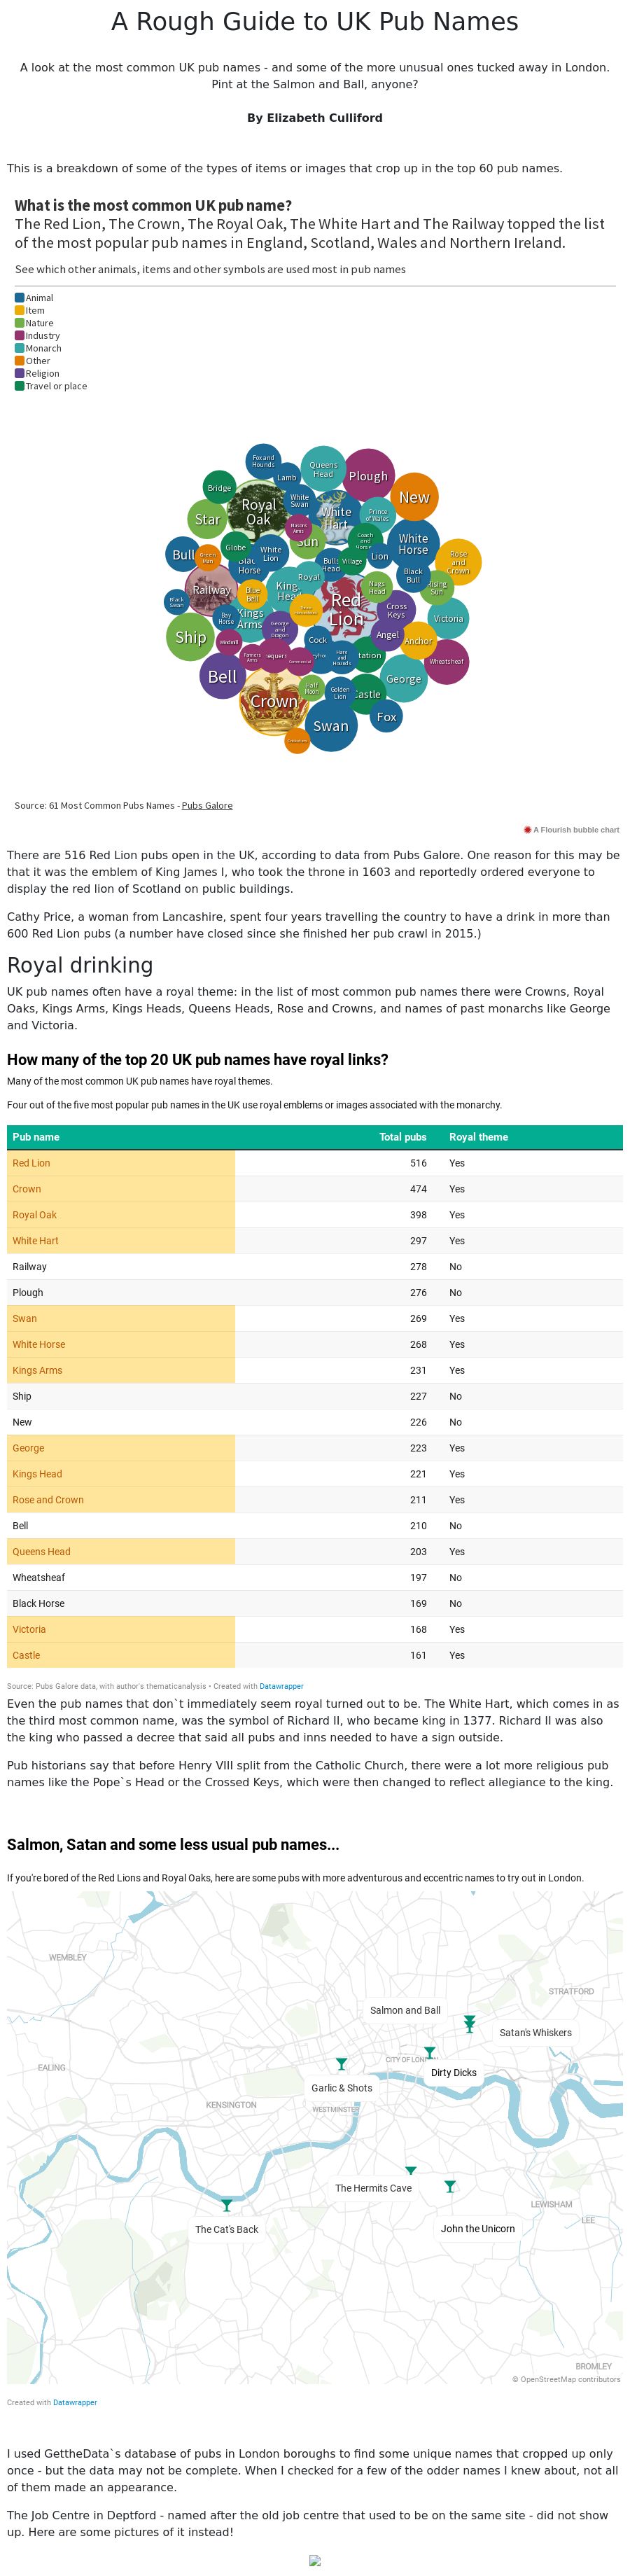 A Rough Guide to UK Pub Names
A look at the most common UK pub names - and some of the more unusual ones tucked away in London.
Pint at the Salmon and Ball, anyone?
By Elizabeth Culliford
This is a breakdown of some of the types of items or images that crop up in the top 60 pub names.
What is the most common UK pub name?
The Red Lion, The Crown, The Royal Oak, The White Hart and The Railway topped the list
of the most popular pub names in England, Scotland, Wales and Northern Ireland.
See which other animals, items and other symbols are used most in pub names
Animal
Item
Nature
Industry
Monarch
Other
Religion
Travel or place
Fox and
Hounds
Queens
Head
Lamb
Plough
Bridge
White
Swan
New
Royal
Oak
White
Hart
Prince
of Wales
Star
Masons
Arms
Sun
Coach
and
Horses
White
Horse
Globe
Bull
Green
Man
White
Lion
Black
Horse
Bulls
Head
Village
Lion
Rose
and
Crown
Royal
Black
Bull
Railway
Blue
Bell
Kings
Head
Nags
Head
Rising
Sun
Red
Lion
Black
Swan
Bay
Horse
Kings
Arms
Cross
Keys
Victoria
George
and
Dragon
Ship
Windmill
Cock
Angel
Anchor
Farmers
Arms
Commercial
Hare
and
Hounds
Station
Wheatsheaf
Bell
George
Half
Moon
Golden
Lion
Castle
Crown
Swan
Fox
Source: 61 Most Common Pubs Names - Pubs Galore
A Flourish bubble chart
There are 516 Red Lion pubs open in the UK, according to data from Pubs Galore. One reason for this may be
that it was the emblem of King James I, who took the throne in 1603 and reportedly ordered everyone to
display the red lion of Scotland on public buildings.
Cathy Price, a woman from Lancashire, spent four years travelling the country to have a drink in more than
600 Red Lion pubs (a number have closed since she finished her pub crawl in 2015.)
Royal drinking
UK pub names often have a royal theme: in the list of most common pub names there were Crowns, Royal
Oaks, Kings Arms, Kings Heads, Queens Heads, Rose and Crowns, and names of past monarchs like George
and Victoria.
How many of the top 20 UK pub names have royal links?
Many of the most common UK pub names have royal themes.
Four out of the five most popular pub names in the UK use royal emblems or images associated with the monarchy.
Pub name Total pubs Royal theme
Red Lion 516 Yes
Crown 474 Yes
Royal Oak 398 Yes
White Hart 297 Yes
Railway 278 No
Plough 276 No
Swan 269 Yes
White Horse 268 Yes
Kings Arms 231 Yes
Ship 227 No
New 226 No
George 223 Yes
Kings Head 221 Yes
Rose and Crown 211 Yes
Bell 210 No
Queens Head 203 Yes
Wheatsheaf 197 No
Black Horse 169 No
Victoria 168 Yes
Castle 161 Yes
Source: Pubs Galore data, with author's thematicanalysis • Created with Datawrapper
Even the pub names that don`t immediately seem royal turned out to be. The White Hart, which comes in as
the third most common name, was the symbol of Richard II, who became king in 1377. Richard II was also
the king who passed a decree that said all pubs and inns needed to have a sign outside.
Pub historians say that before Henry VIII split from the Catholic Church, there were a lot more religious pub
names like the Pope`s Head or the Crossed Keys, which were then changed to reflect allegiance to the king.
Salmon, Satan and some less usual pub names...
If you're bored of the Red Lions and Royal Oaks, here are some pubs with more adventurous and eccentric names to try out in London.
WEMBLEY
STRATFORD
Salmon and Ball
Satan's Whiskers
CITY OF LONDON
EALING
Dirty Dicks
Garlic & Shots
KENSINGTON
WESTMINSTER
The Hermits Cave
LEWISHAM
LEE
The Cat's Back
John the Unicorn
BROMLEY
© OpenStreetMap contributors
Created with Datawrapper
I used GettheData`s database of pubs in London boroughs to find some unique names that cropped up only
once - but the data may not be complete. When I checked for a few of the odder names I knew about, not all
of them made an appearance.
The Job Centre in Deptford - named after the old job centre that used to be on the same site - did not show
up. Here are some pictures of it instead!